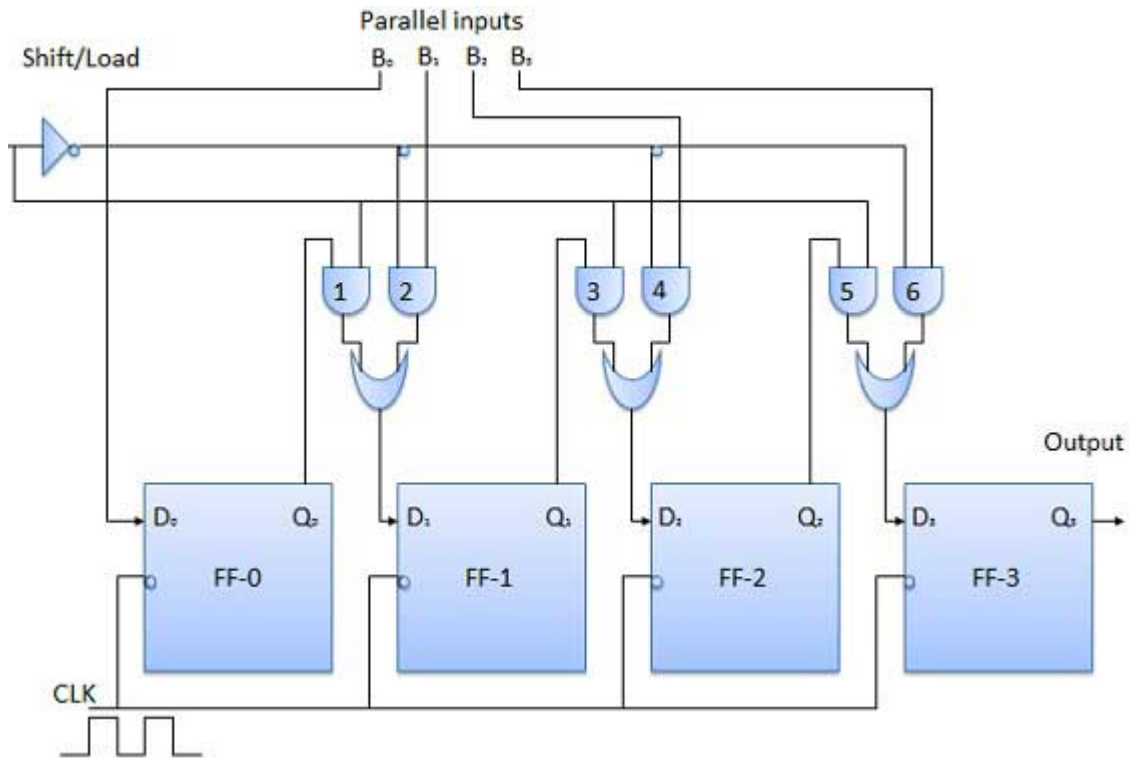 Parallel inputs
Shift/Load
B₀ B₁ B₂ B₃
1 2 3 4 5 6
Output
D₀ Q₀ D₁ Q₁ D₂ Q₂ D₃ Q₃
FF-0 FF-1 FF-2 FF-3
CLK